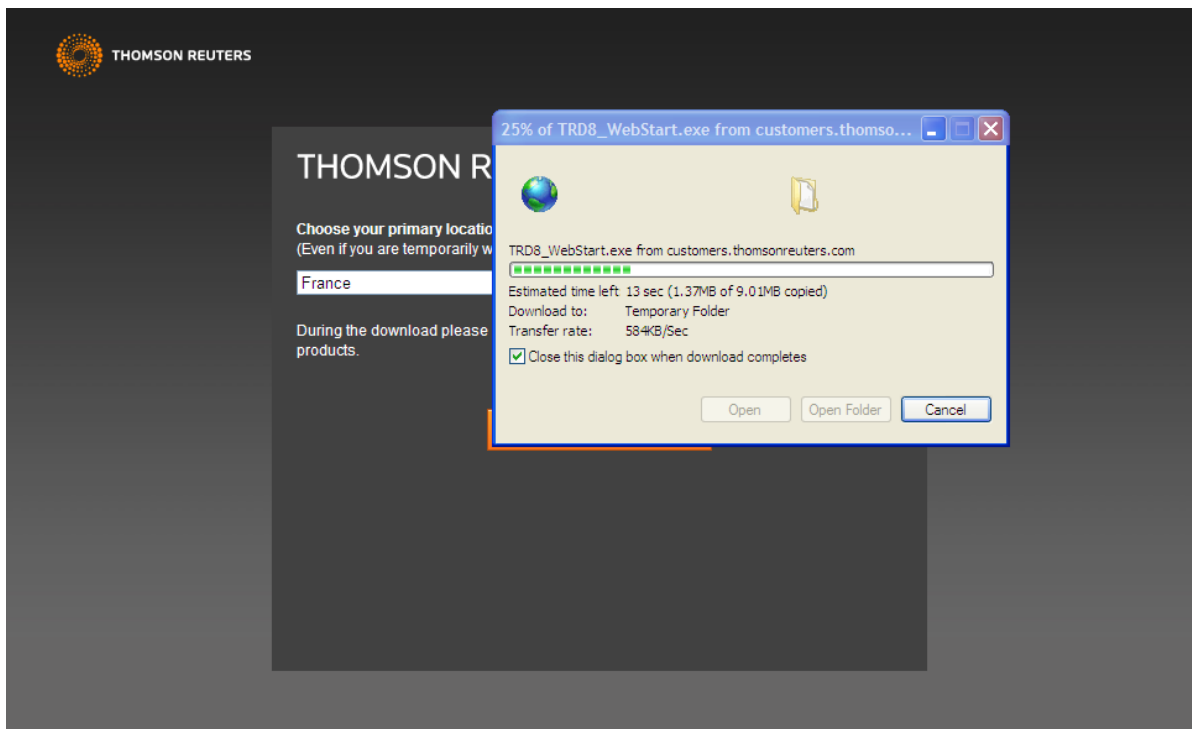 THOMSON REUTERS
THOMSON R
Choose your primary locatio
(Even if you are temporarily w
France
During the download please
products.
25% of TRD8_WebStart.exe from customers.thomso...
TRD8_WebStart.exe from customers.thomsonreuters.com
Estimated time left 13 sec (1.37MB of 9.01MB copied)
Download to: Temporary Folder
Transfer rate: 584KB/Sec
Close this dialog box when download completes
Open Open Folder Cancel